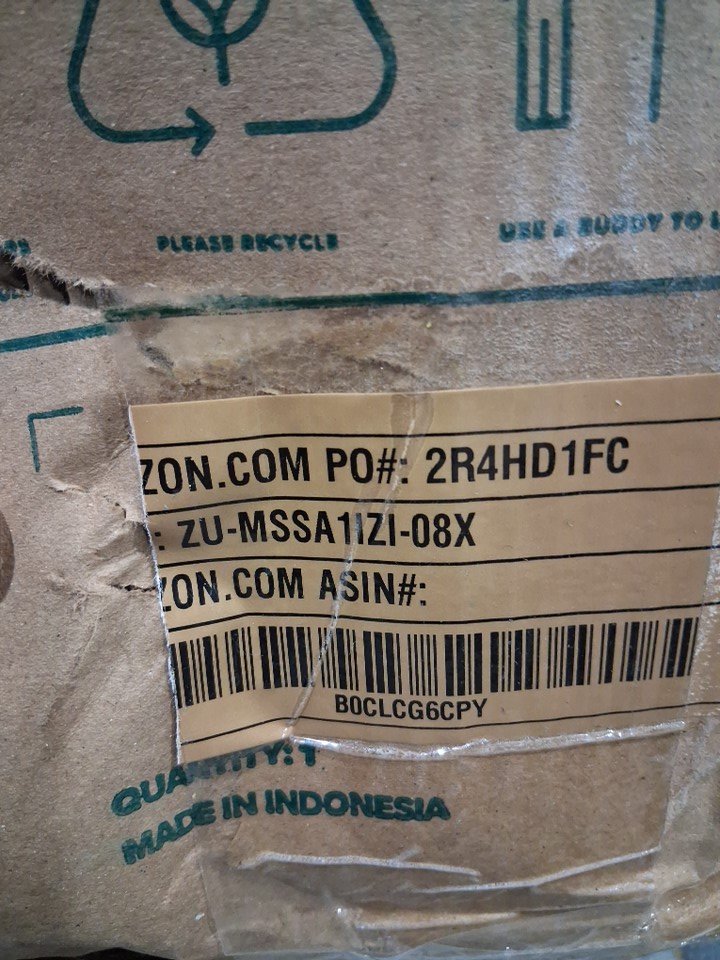 PLEASE RECYCLE
USE A BUDDY TO
ZON.COM PO#: 2R4HD1FC
: ZU-MSSA1IZI-08X
ZON.COM ASIN#:
B0CLCG6CPY
QUANTITY: 1
MADE IN INDONESIA